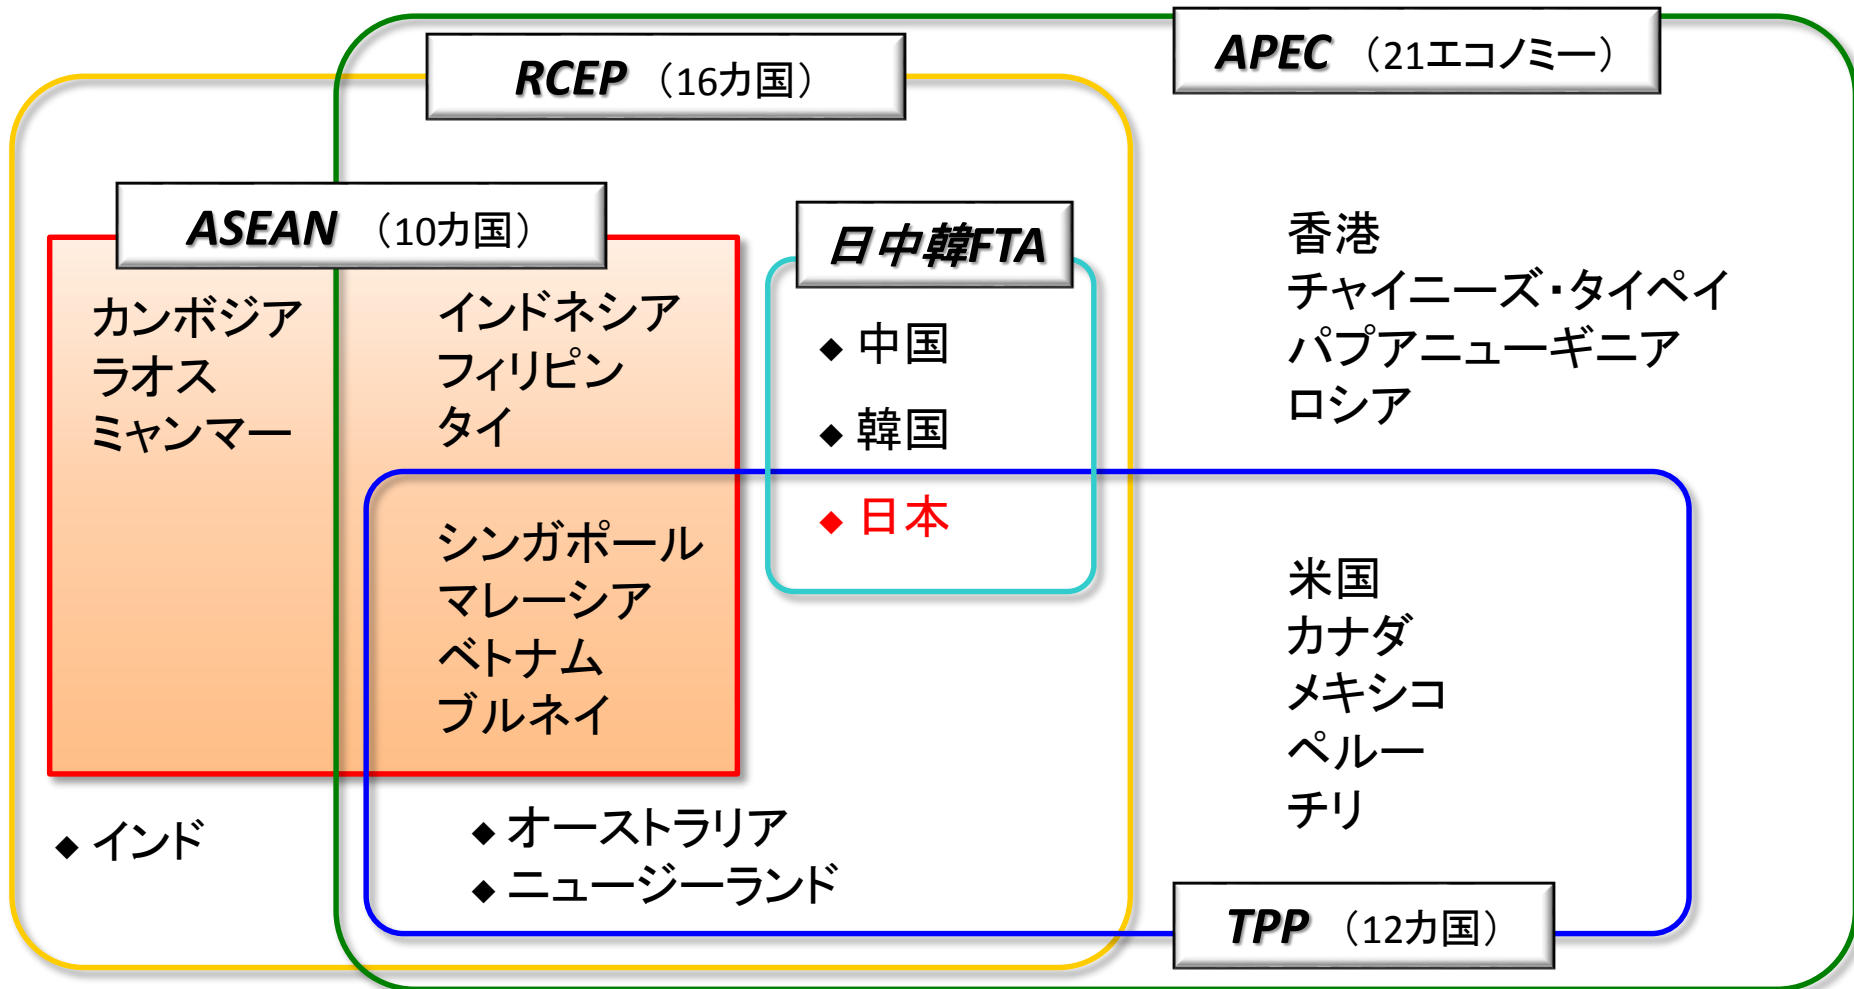 APEC （21エコノミー）
RCEP （16カ国）
ASEAN （10カ国）
日中韓FTA
カンボジア
ラオス
ミャンマー
インドネシア
フィリピン
タイ
◆ 中国
◆ 韓国
◆ 日本
香港
チャイニーズ・タイペイ
パプアニューギニア
ロシア
シンガポール
マレーシア
ベトナム
ブルネイ
米国
カナダ
メキシコ
ペルー
チリ
◆ インド
◆ オーストラリア
◆ ニュージーランド
TPP （12カ国）